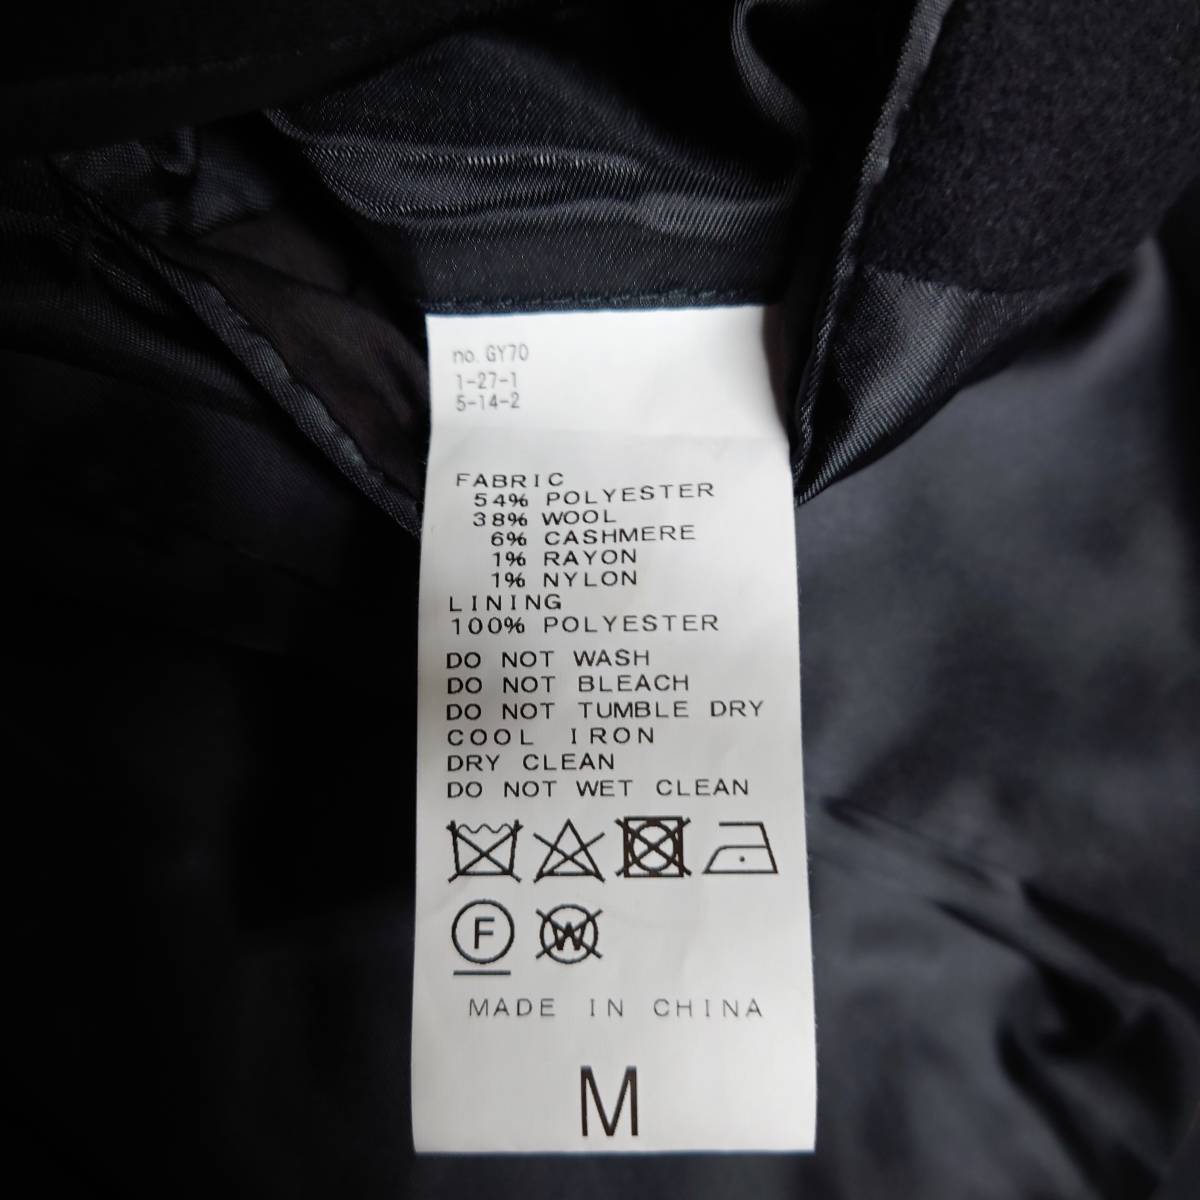 no. GY70
1-27-1
5-14-2
FABRIC
54% POLYESTER
38% WOOL
6% CASHMERE
1% RAYON
1% NYLON
LINING
100% POLYESTER
DO NOT WASH
DO NOT BLEACH
DO NOT TUMBLE DRY
COOL IRON
DRY CLEAN
DO NOT WET CLEAN
F W
MADE IN CHINA
M